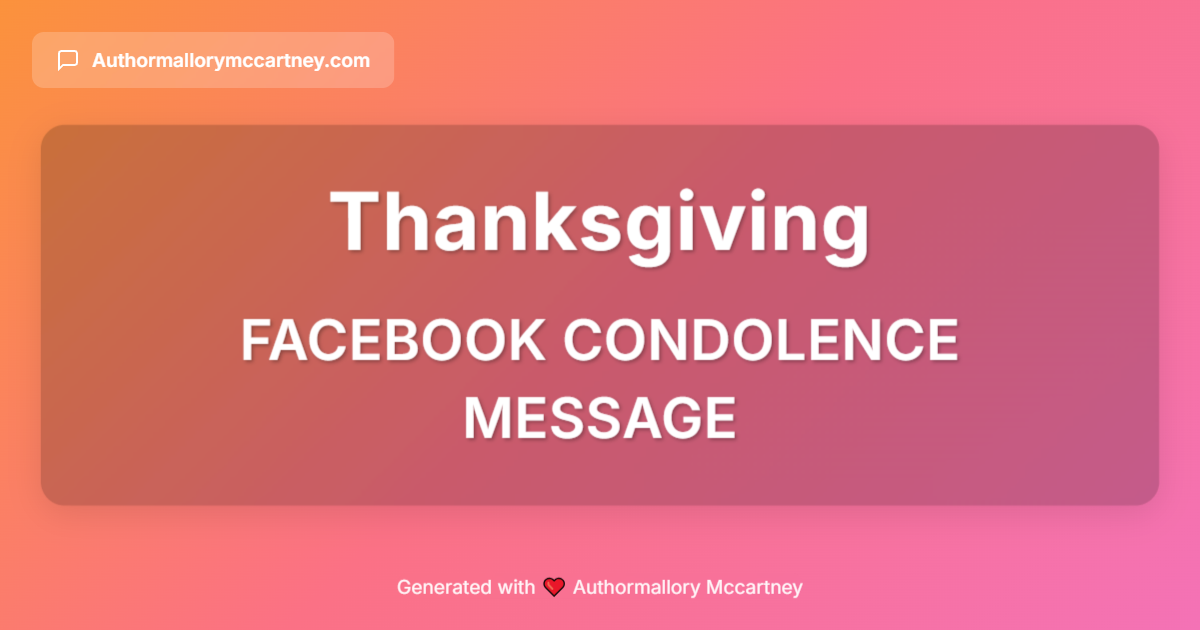 Authormallorymccartney.com
Thanksgiving
FACEBOOK CONDOLENCE
MESSAGE
Generated with ❤️ Authormallory Mccartney